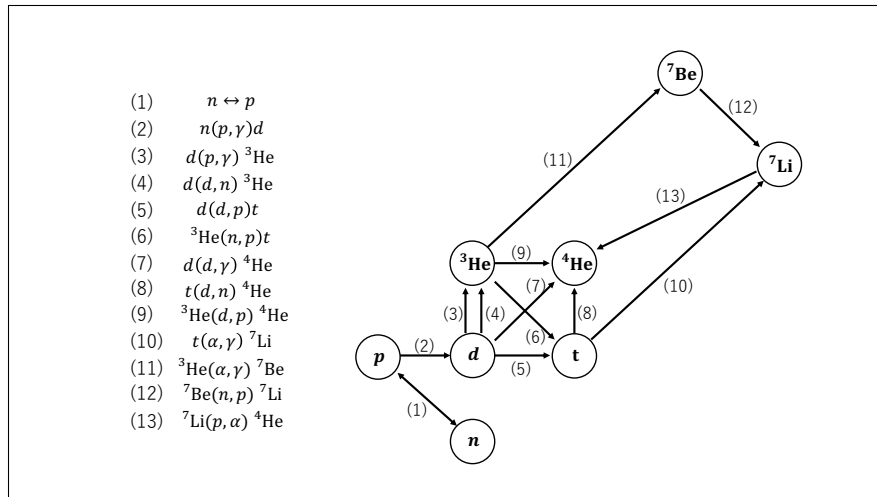 (1) n ↔ p
(2) n(p, γ)d
(3) d(p, γ) ³He
(4) d(d, n) ³He
(5) d(d, p)t
(6) ³He(n, p)t
(7) d(d, γ) ⁴He
(8) t(d, n) ⁴He
(9) ³He(d, p) ⁴He
(10) t(α, γ) ⁷Li
(11) ³He(α, γ) ⁷Be
(12) ⁷Be(n, p) ⁷Li
(13) ⁷Li(p, α) ⁴He
⁷Be
(12)
⁷Li
(11)
(13)
³He
(9)
⁴He
(10)
(7)
(3)
(4)
(6)
(8)
p
(2)
d
(5)
t
(1)
n